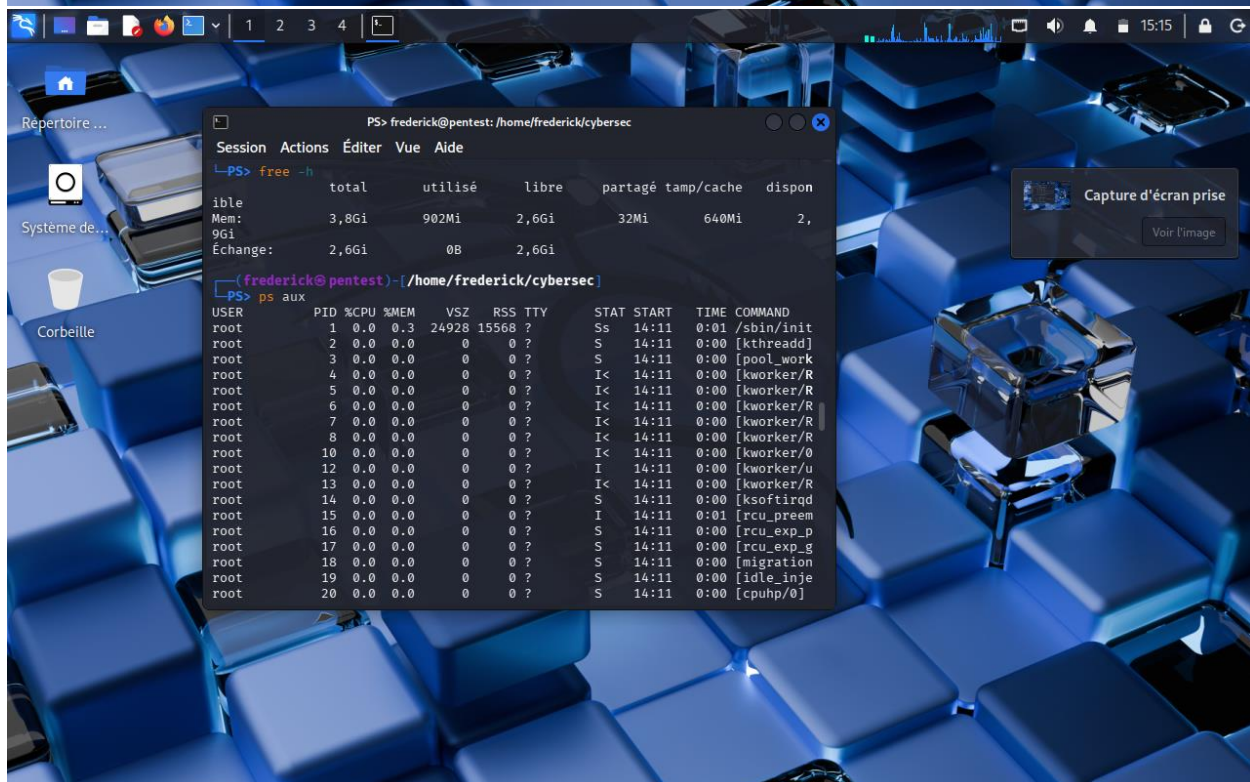 1 2 3 4
15:15
Répertoire ...
Système de...
Corbeille
PS> frederick@pentest: /home/frederick/cybersec
Session Actions Éditer Vue Aide
└─PS> free -h
total utilisé libre partagé tamp/cache dispon
ible
Mem: 3,8Gi 902Mi 2,6Gi 32Mi 640Mi 2,
9Gi
Échange: 2,6Gi 0B 2,6Gi
┌──(frederick㉿pentest)-[/home/frederick/cybersec]
└─PS> ps aux
USER PID %CPU %MEM VSZ RSS TTY STAT START TIME COMMAND
root 1 0.0 0.3 24928 15568 ? Ss 14:11 0:01 /sbin/init
root 2 0.0 0.0 0 0 ? S 14:11 0:00 [kthreadd]
root 3 0.0 0.0 0 0 ? S 14:11 0:00 [pool_work
root 4 0.0 0.0 0 0 ? I< 14:11 0:00 [kworker/R
root 5 0.0 0.0 0 0 ? I< 14:11 0:00 [kworker/R
root 6 0.0 0.0 0 0 ? I< 14:11 0:00 [kworker/R
root 7 0.0 0.0 0 0 ? I< 14:11 0:00 [kworker/R
root 8 0.0 0.0 0 0 ? I< 14:11 0:00 [kworker/R
root 10 0.0 0.0 0 0 ? I< 14:11 0:00 [kworker/0
root 12 0.0 0.0 0 0 ? I 14:11 0:00 [kworker/u
root 13 0.0 0.0 0 0 ? I< 14:11 0:00 [kworker/R
root 14 0.0 0.0 0 0 ? S 14:11 0:00 [ksoftirqd
root 15 0.0 0.0 0 0 ? I 14:11 0:01 [rcu_preem
root 16 0.0 0.0 0 0 ? S 14:11 0:00 [rcu_exp_p
root 17 0.0 0.0 0 0 ? S 14:11 0:00 [rcu_exp_g
root 18 0.0 0.0 0 0 ? S 14:11 0:00 [migration
root 19 0.0 0.0 0 0 ? S 14:11 0:00 [idle_inje
root 20 0.0 0.0 0 0 ? S 14:11 0:00 [cpuhp/0]
Capture d'écran prise
Voir l'image